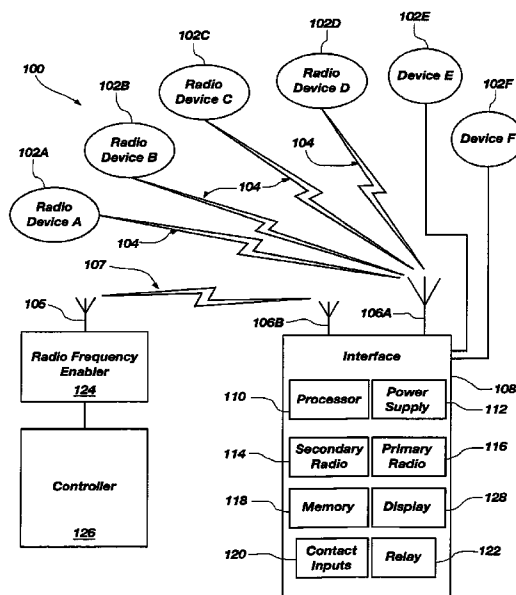 102E
102C
102D
102F
100
Radio
Device C
Radio
Device D
Device E
102B
Device F
Radio
Device B
104
102A
104
Radio
Device A
104
107
105
106B
106A
Radio Frequency
Enabler
124
Interface
108
110
Processor
Power
Supply
112
114
Secondary
Radio
Primary
Radio
116
Controller
118
Memory
Display
128
126
120
Contact
Inputs
Relay
122